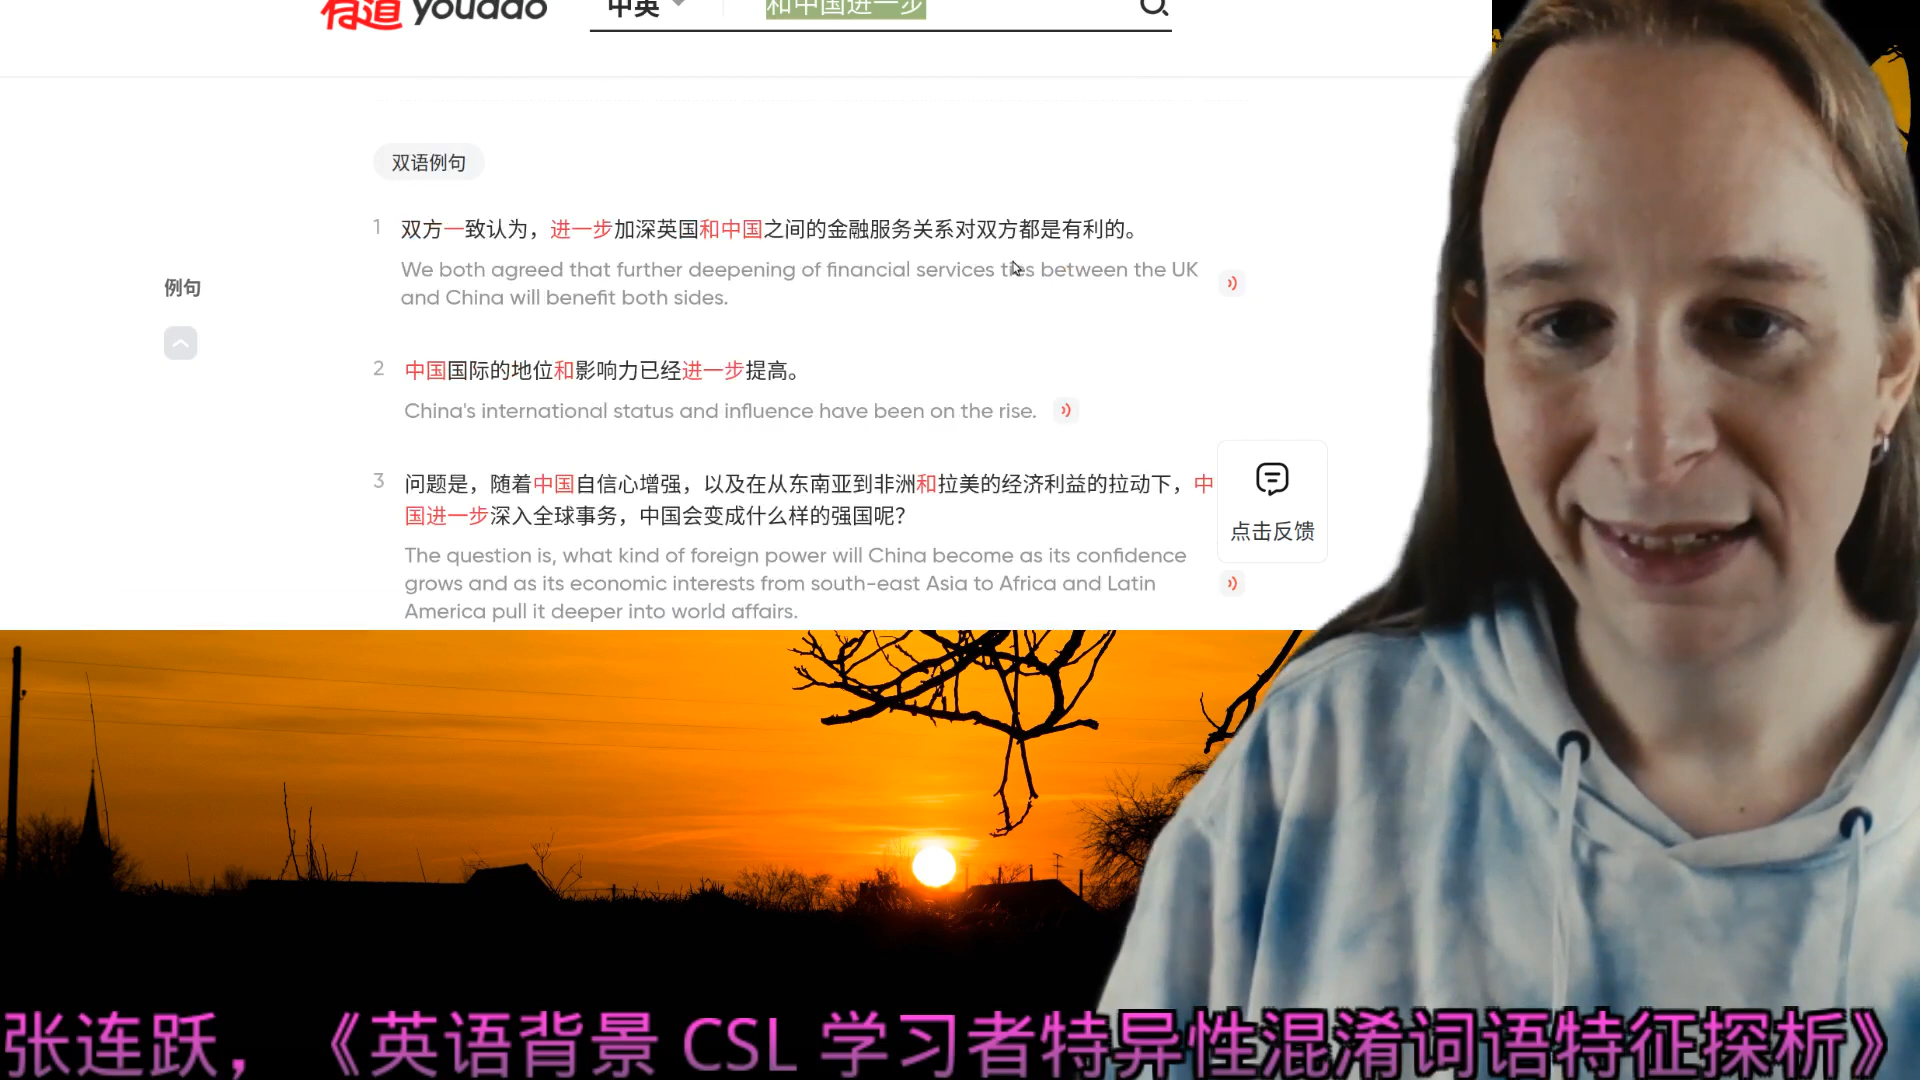 有道 youdao
中英
和中国进一步
双语例句
例句
1 双方一致认为，进一步加深英国和中国之间的金融服务关系对双方都是有利的。
We both agreed that further deepening of financial services ties between the UK
and China will benefit both sides.
2 中国国际的地位和影响力已经进一步提高。
China's international status and influence have been on the rise.
3 问题是，随着中国自信心增强，以及在从东南亚到非洲和拉美的经济利益的拉动下，中
国进一步深入全球事务，中国会变成什么样的强国呢？
The question is, what kind of foreign power will China become as its confidence
grows and as its economic interests from south-east Asia to Africa and Latin
America pull it deeper into world affairs.
点击反馈
张连跃，《英语背景 CSL 学习者特异性混淆词语特征探析》